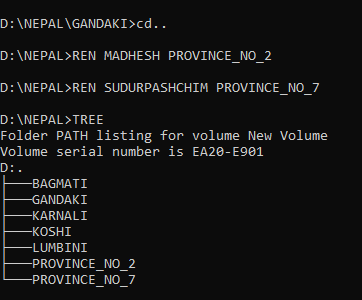 D:\NEPAL\GANDAKI>cd..
D:\NEPAL>REN MADHESH PROVINCE_NO_2
D:\NEPAL>REN SUDURPASHCHIM PROVINCE_NO_7
D:\NEPAL>TREE
Folder PATH listing for volume New Volume
Volume serial number is EA20-E901
D:.
├───BAGMATI
├───GANDAKI
├───KARNALI
├───KOSHI
├───LUMBINI
├───PROVINCE_NO_2
└───PROVINCE_NO_7